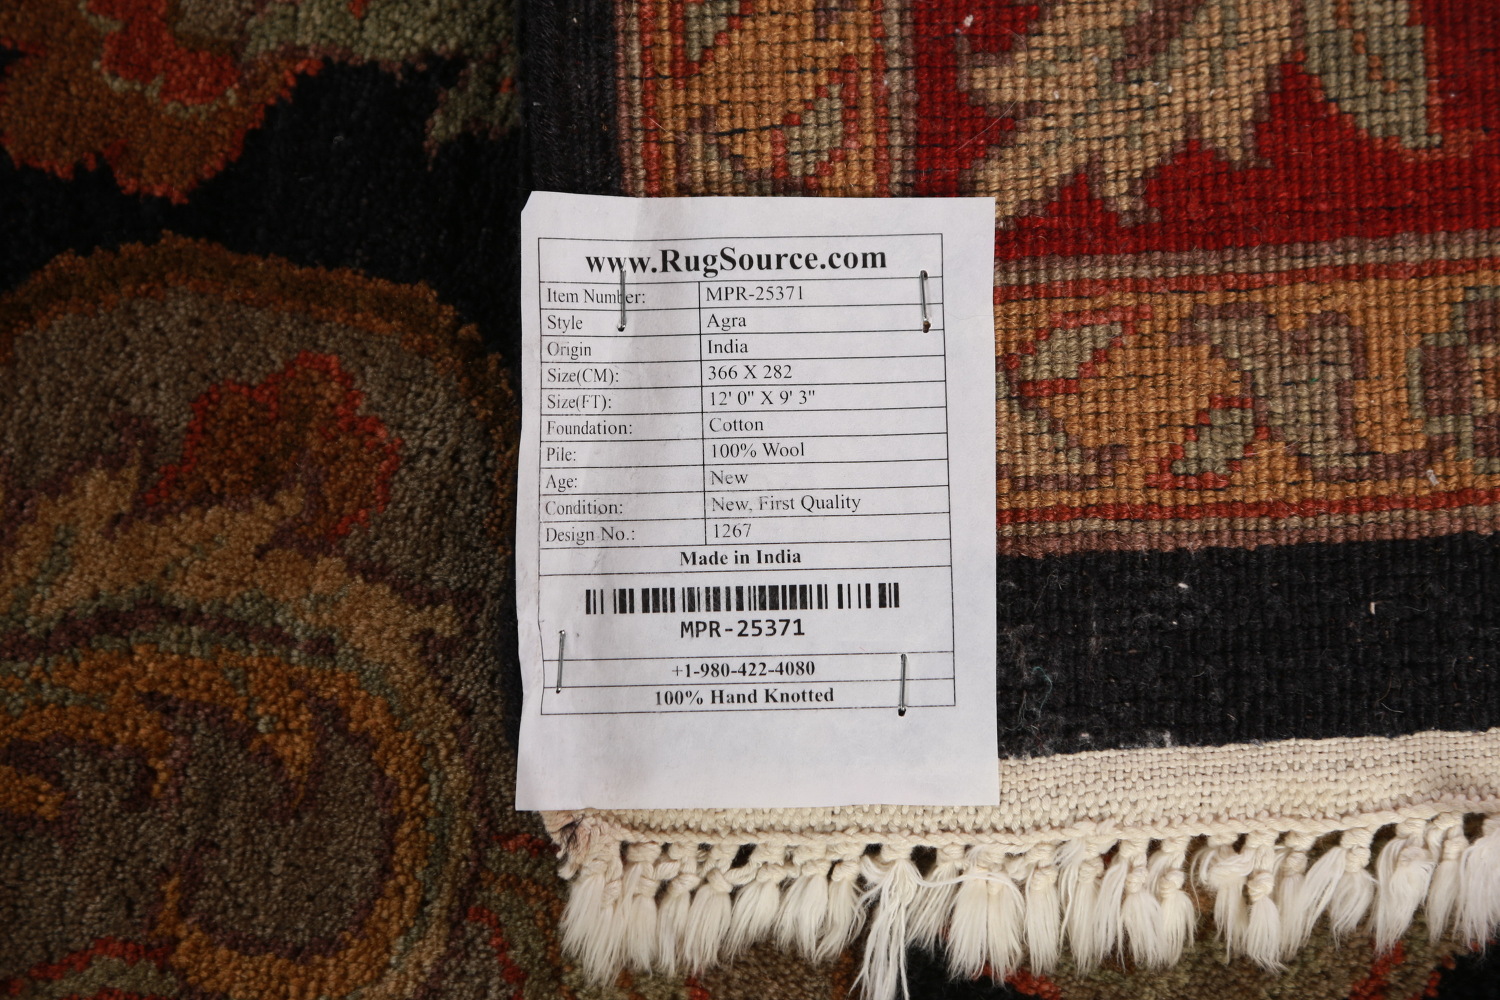 www.RugSource.com
Item Number: MPR-25371
Style Agra
Origin India
Size(CM): 366 X 282
Size(FT): 12' 0" X 9' 3"
Foundation: Cotton
Pile: 100% Wool
Age: New
Condition: New, First Quality
Design No.: 1267
Made in India
MPR-25371
+1-980-422-4080
100% Hand Knotted